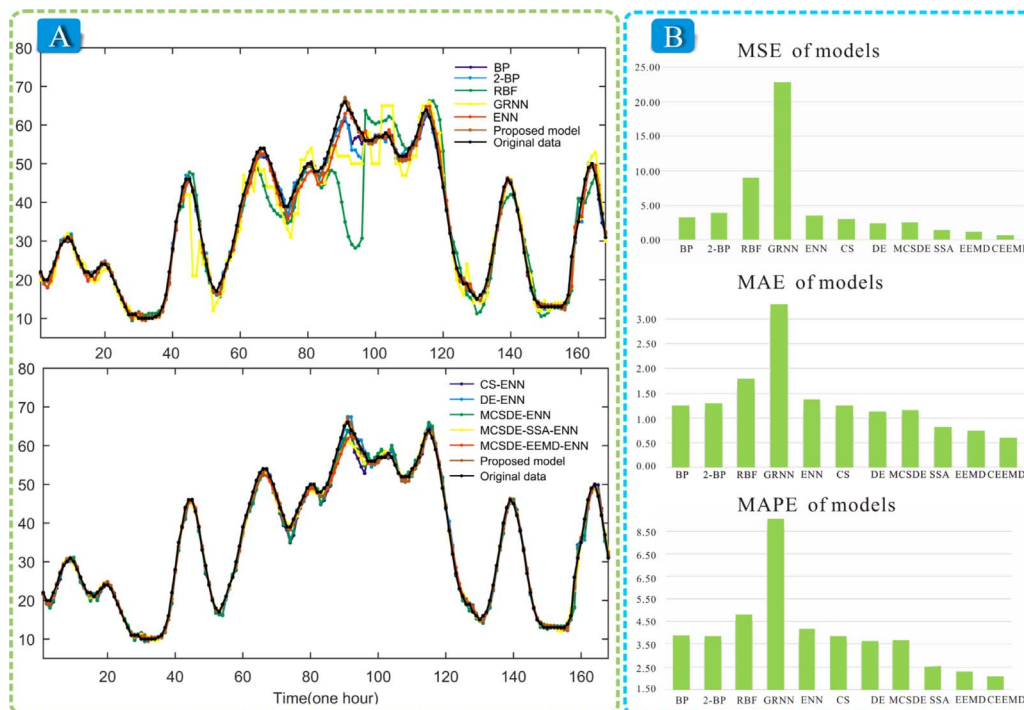 A
80
70
60
50
40
30
20
10
BP
2-BP
RBF
GRNN
ENN
Proposed model
Original data
20 40 60 80 100 120 140 160
80
70
60
50
40
30
20
10
CS-ENN
DE-ENN
MCSDE-ENN
MCSDE-SSA-ENN
MCSDE-EEMD-ENN
Proposed model
Original data
20 40 60 80 100 120 140 160
Time(one hour)
B
MSE of models
25.00
20.00
15.00
10.00
5.00
0.00
BP 2-BP RBF GRNN ENN CS DE MCSDE SSA EEMD CEEMD
MAE of models
3.00
2.50
2.00
1.50
1.00
0.50
0.00
BP 2-BP RBF GRNN ENN CS DE MCSDE SSA EEMD CEEMD
MAPE of models
8.50
7.50
6.50
5.50
4.50
3.50
2.50
1.50
BP 2-BP RBF GRNN ENN CS DE MCSDE SSA EEMD CEEMD